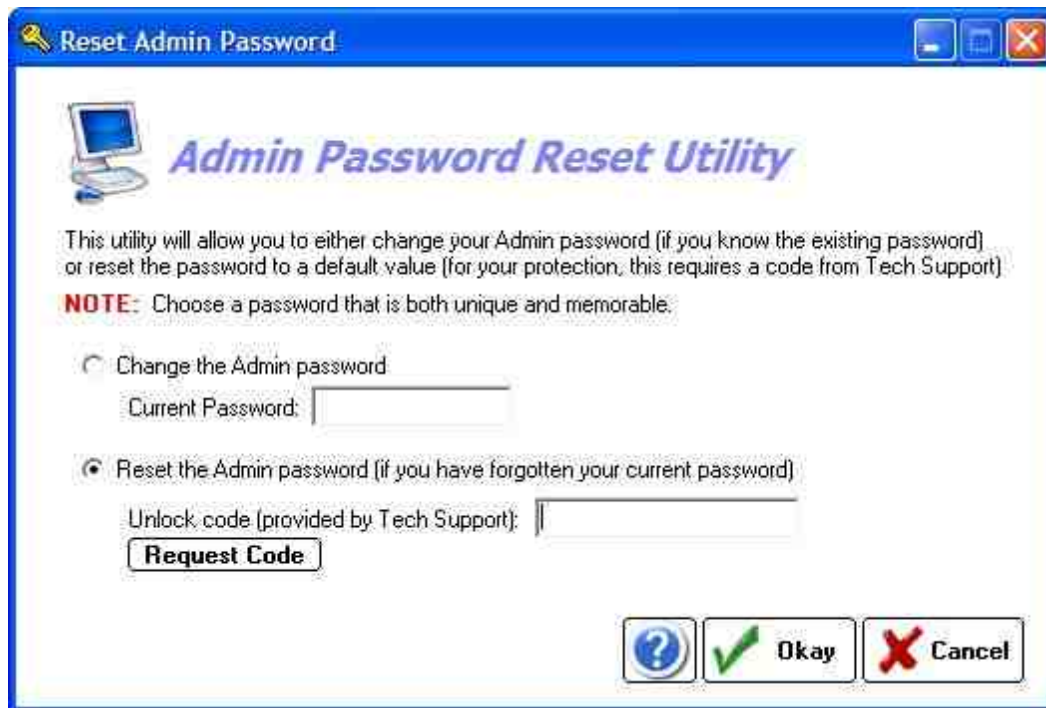 Reset Admin Password
Admin Password Reset Utility
This utility will allow you to either change your Admin password (if you know the existing password)
or reset the password to a default value (for your protection, this requires a code from Tech Support)
NOTE: Choose a password that is both unique and memorable.
Change the Admin password
Current Password:
Reset the Admin password (if you have forgotten your current password)
Unlock code (provided by Tech Support):
Request Code
? Okay Cancel